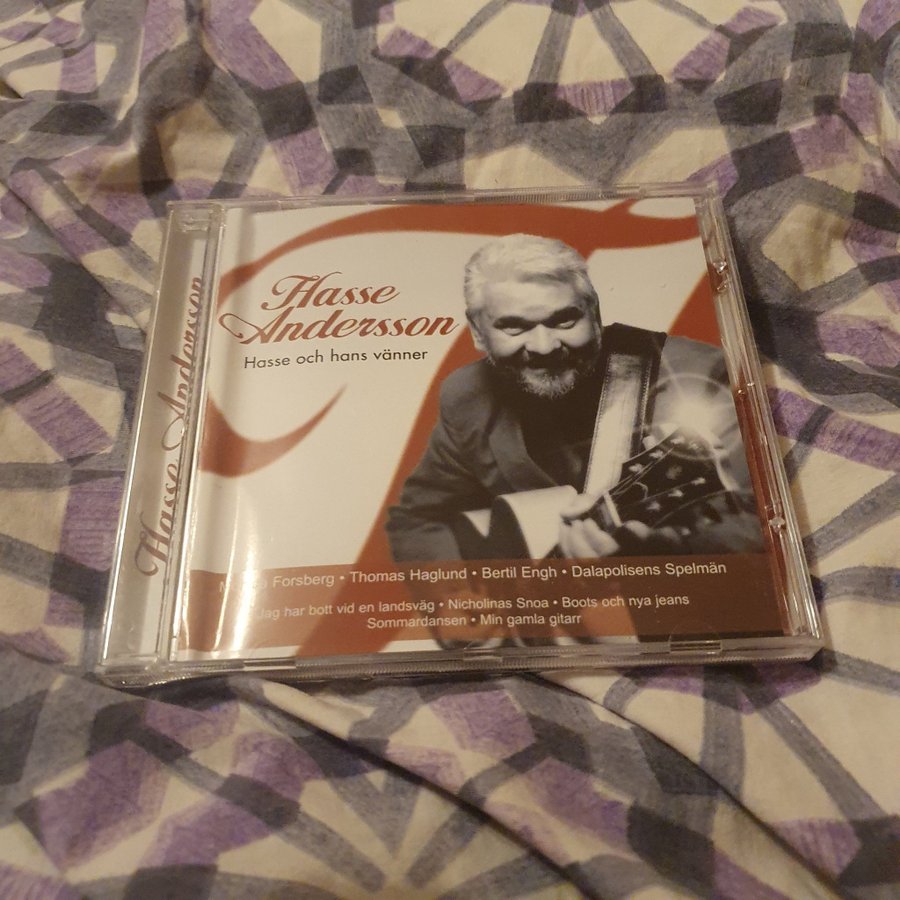 Hasse
Andersson
Hasse och hans vänner
Hasse Andersson
Forsberg • Thomas Haglund • Bertil Engh • Dalapolisens Spelmän
Jag har bott vid en landsväg • Nicholinas Snoa • Boots och nya jeans
Sommardansen • Min gamla gitarr